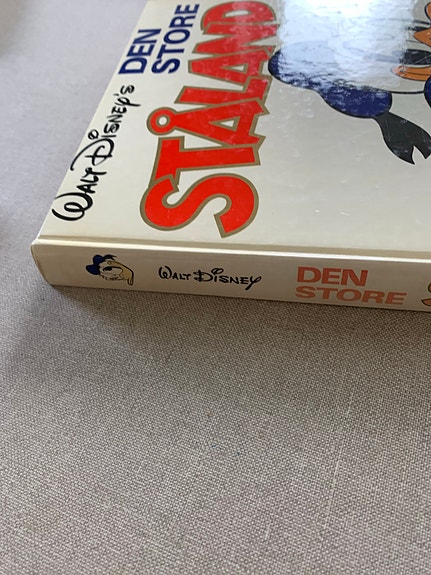 Walt Disney's
DEN
STORE
STÅLAND
Walt Disney
DEN
STORE